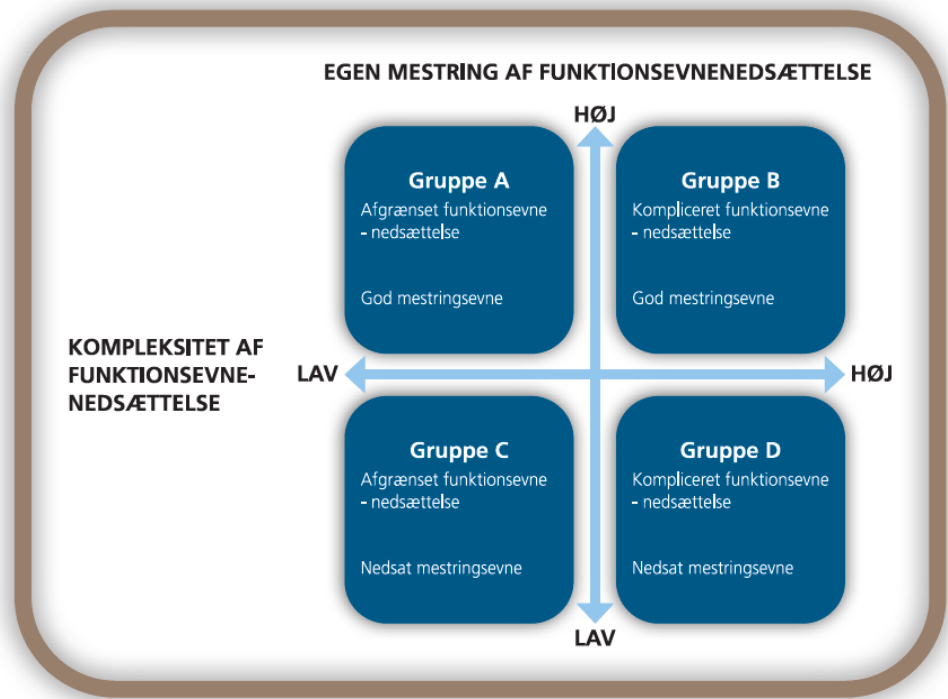 EGEN MESTRING AF FUNKTIONSEVNENEDSÆTTELSE
HØJ
Gruppe A
Afgrænset funktionsevne
- nedsættelse
God mestringsevne
Gruppe B
Kompliceret funktionsevne
- nedsættelse
God mestringsevne
KOMPLEKSITET AF
FUNKTIONSEVNE-
NEDSÆTTELSE
LAV
HØJ
Gruppe C
Afgrænset funktionsevne
- nedsættelse
Nedsat mestringsevne
Gruppe D
Kompliceret funktionsevne
- nedsættelse
Nedsat mestringsevne
LAV